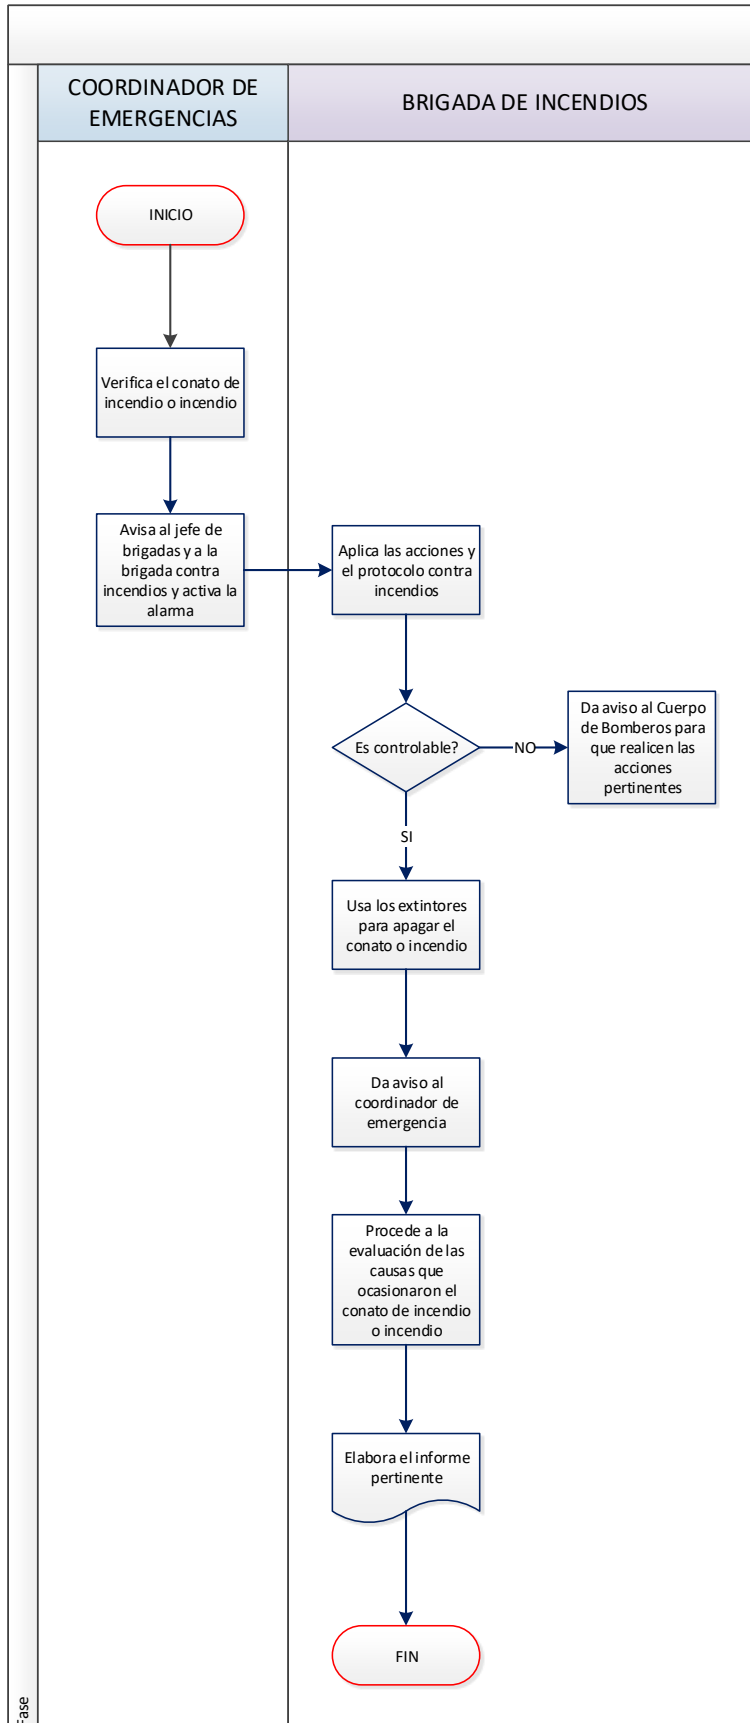 COORDINADOR DE
EMERGENCIAS
BRIGADA DE INCENDIOS
INICIO
Verifica el conato de
incendio o incendio
Avisa al jefe de
brigadas y a la
brigada contra
incendios y activa la
alarma
Aplica las acciones y
el protocolo contra
incendios
Es controlable?
NO
Da aviso al Cuerpo
de Bomberos para
que realicen las
acciones
pertinentes
SI
Usa los extintores
para apagar el
conato o incendio
Da aviso al
coordinador de
emergencia
Procede a la
evaluación de las
causas que
ocasionaron el
conato de incendio
o incendio
Elabora el informe
pertinente
FIN
Fase